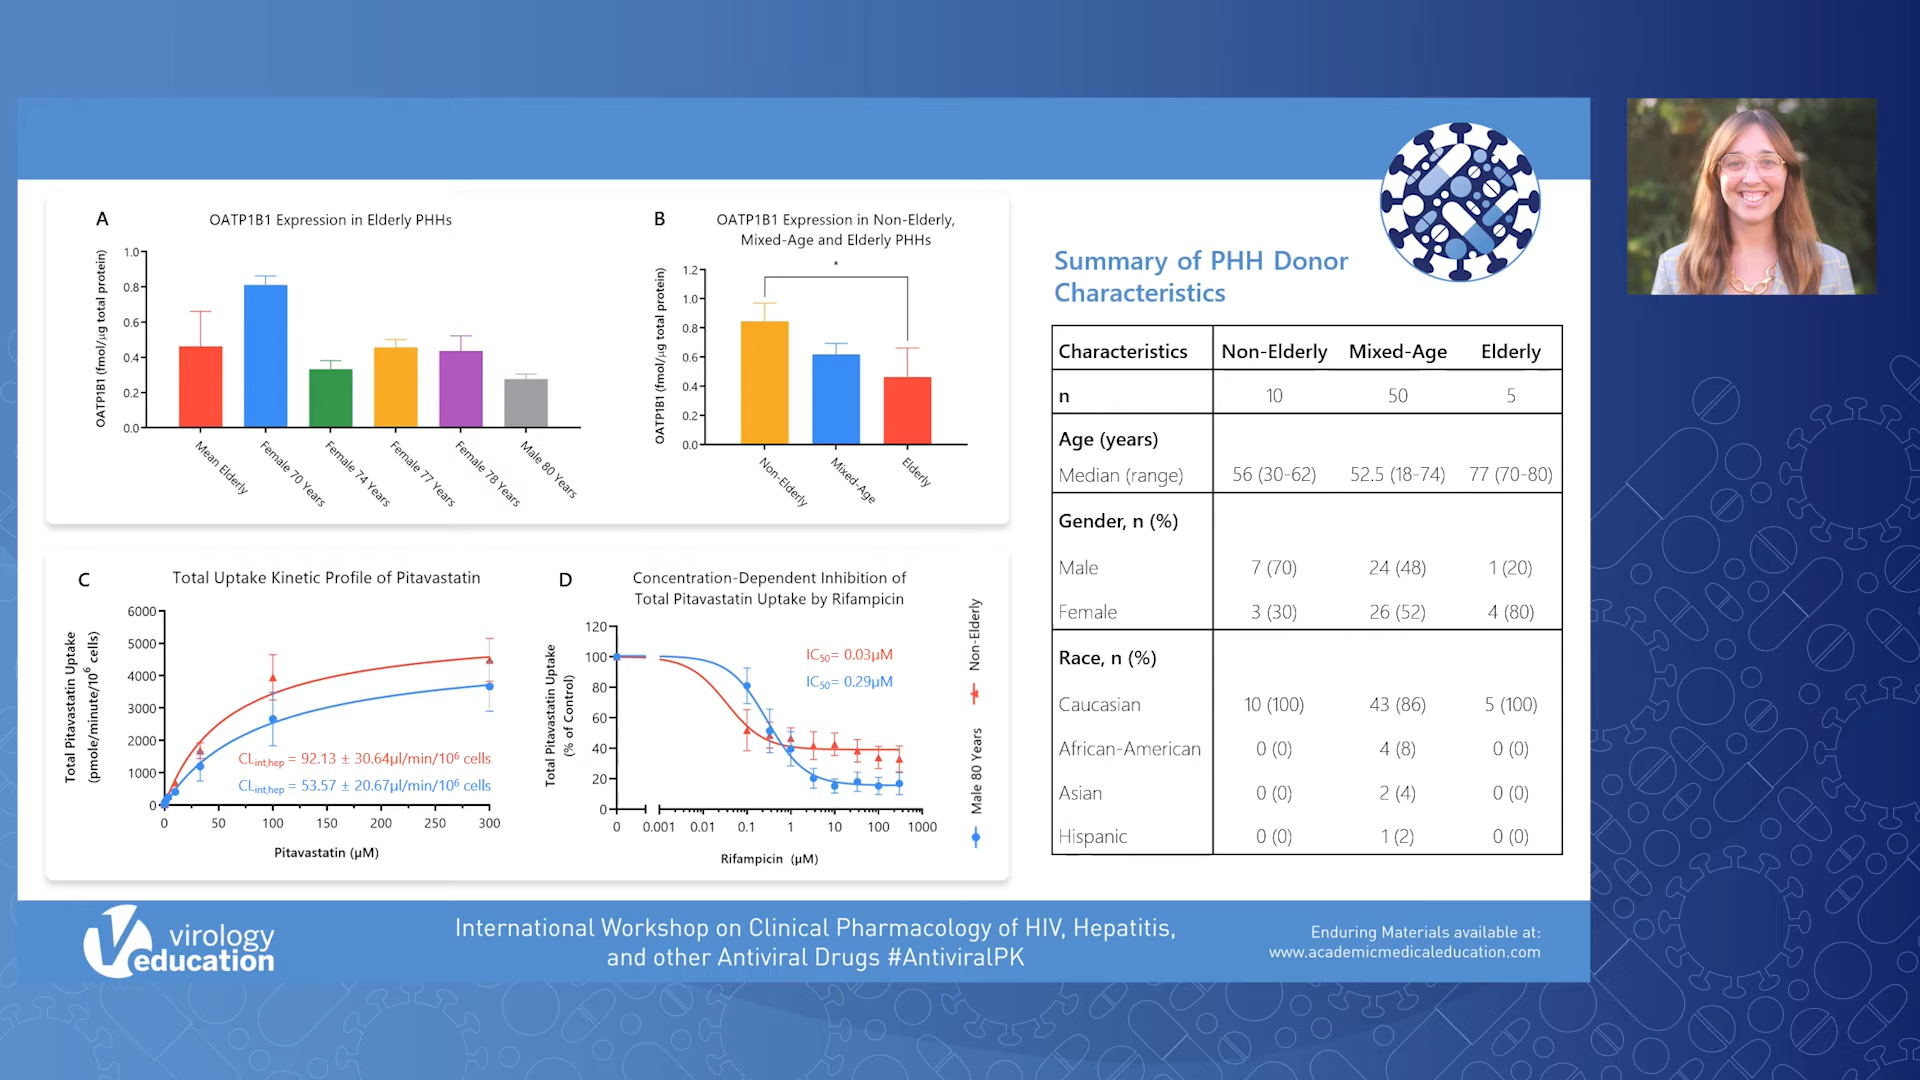 A
OATP1B1 Expression in Elderly PHHs
OATP1B1 (fmol/µg total protein)
1.0
0.8
0.6
0.4
0.2
0.0
Mean Elderly
Female 70 Years
Female 74 Years
Female 77 Years
Female 78 Years
Male 80 Years
B
OATP1B1 Expression in Non-Elderly,
Mixed-Age and Elderly PHHs
OATP1B1 (fmol/µg total protein)
1.2
1.0
0.8
0.6
0.4
0.2
0.0
*
Non-Elderly
Mixed-Age
Elderly
C
Total Uptake Kinetic Profile of Pitavastatin
Total Pitavastatin Uptake
(pmole/minute/10⁶ cells)
6000
5000
4000
3000
2000
1000
0
CLint,hep = 92.13 ± 30.64µl/min/10⁶ cells
CLint,hep = 53.57 ± 20.67µl/min/10⁶ cells
0 50 100 150 200 250 300
Pitavastatin (µM)
D
Concentration-Dependent Inhibition of
Total Pitavastatin Uptake by Rifampicin
Total Pitavastatin Uptake
(% of Control)
120
100
80
60
40
20
0
IC50= 0.03µM
IC50= 0.29µM
0 0.001 0.01 0.1 1 10 100 1000
Rifampicin (µM)
Non-Elderly
Male 80 Years
Summary of PHH Donor
Characteristics
Characteristics Non-Elderly Mixed-Age Elderly
n 10 50 5
Age (years)
Median (range) 56 (30-62) 52.5 (18-74) 77 (70-80)
Gender, n (%)
Male 7 (70) 24 (48) 1 (20)
Female 3 (30) 26 (52) 4 (80)
Race, n (%)
Caucasian 10 (100) 43 (86) 5 (100)
African-American 0 (0) 4 (8) 0 (0)
Asian 0 (0) 2 (4) 0 (0)
Hispanic 0 (0) 1 (2) 0 (0)
virology
education
International Workshop on Clinical Pharmacology of HIV, Hepatitis,
and other Antiviral Drugs #AntiviralPK
Enduring Materials available at:
www.academicmedicaleducation.com